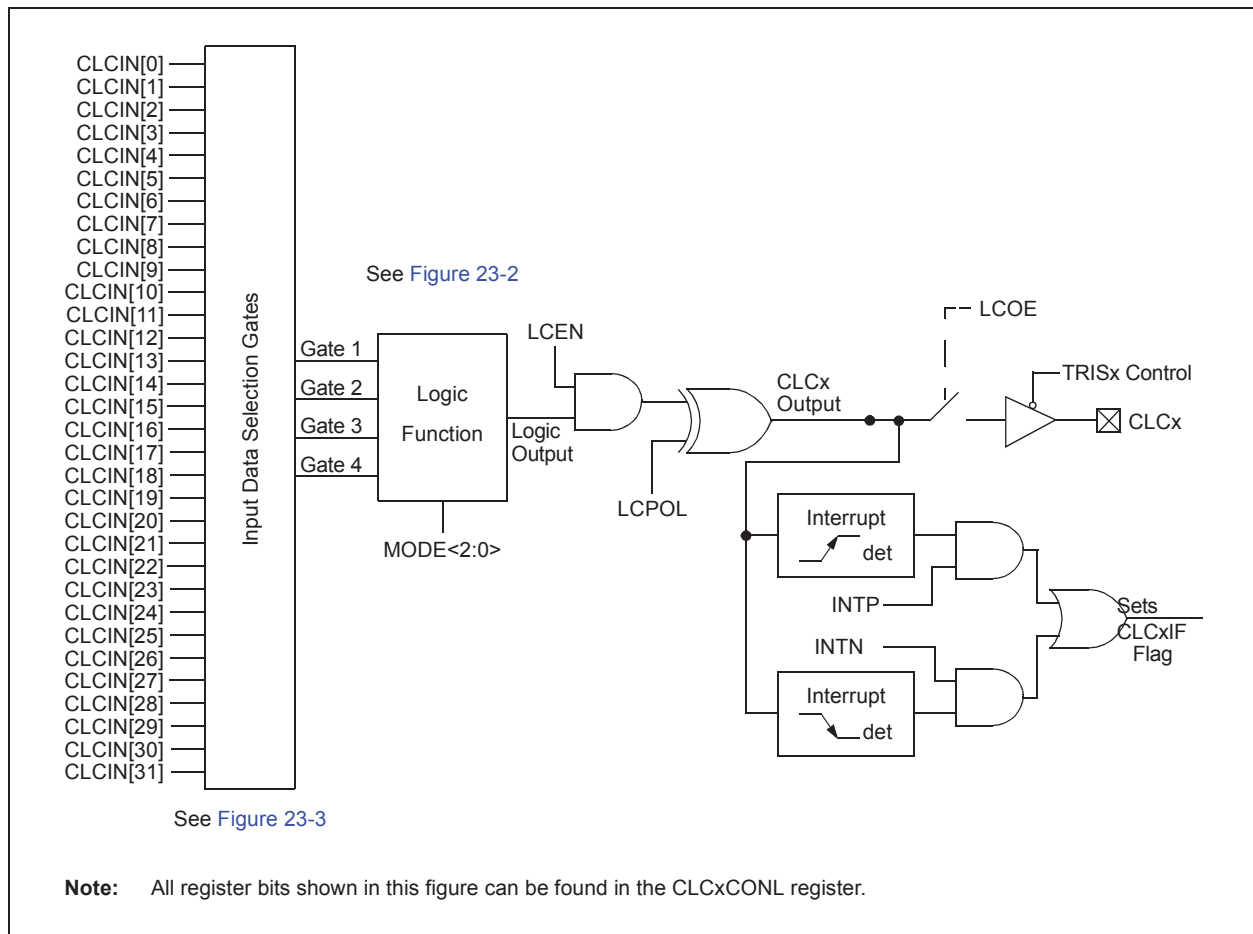 CLCIN[0]
CLCIN[1]
CLCIN[2]
CLCIN[3]
CLCIN[4]
CLCIN[5]
CLCIN[6]
CLCIN[7]
CLCIN[8]
CLCIN[9]
CLCIN[10]
CLCIN[11]
CLCIN[12]
CLCIN[13]
CLCIN[14]
CLCIN[15]
CLCIN[16]
CLCIN[17]
CLCIN[18]
CLCIN[19]
CLCIN[20]
CLCIN[21]
CLCIN[22]
CLCIN[23]
CLCIN[24]
CLCIN[25]
CLCIN[26]
CLCIN[27]
CLCIN[28]
CLCIN[29]
CLCIN[30]
CLCIN[31]
Input Data Selection Gates
See Figure 23-3
Gate 1
Gate 2
Gate 3
Gate 4
See Figure 23-2
Logic
Function
MODE<2:0>
Logic
Output
LCEN
LCPOL
CLCx
Output
LCOE
TRISx Control
CLCx
Interrupt
det
INTP
INTN
Interrupt
det
Sets
CLCxIF
Flag
Note: All register bits shown in this figure can be found in the CLCxCONL register.